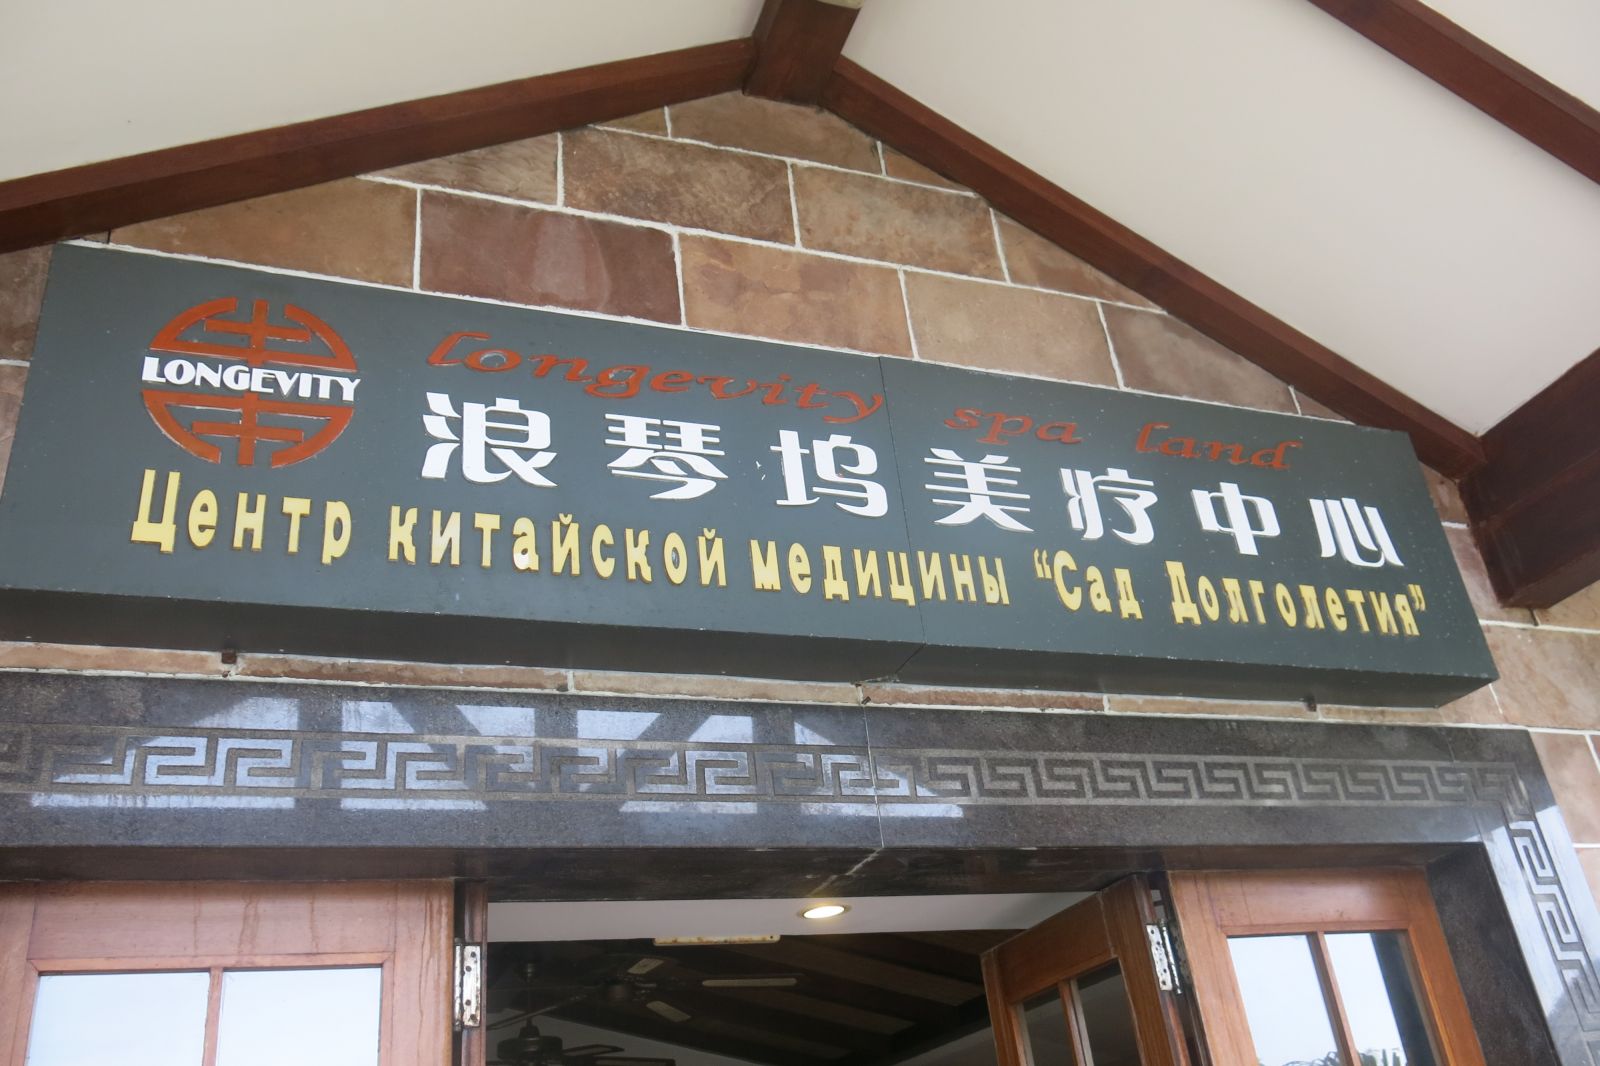 LONGEVITY
longevity spa land
浪琴坞美疗中心
Центр китайской медицины “Сад Долголетия”